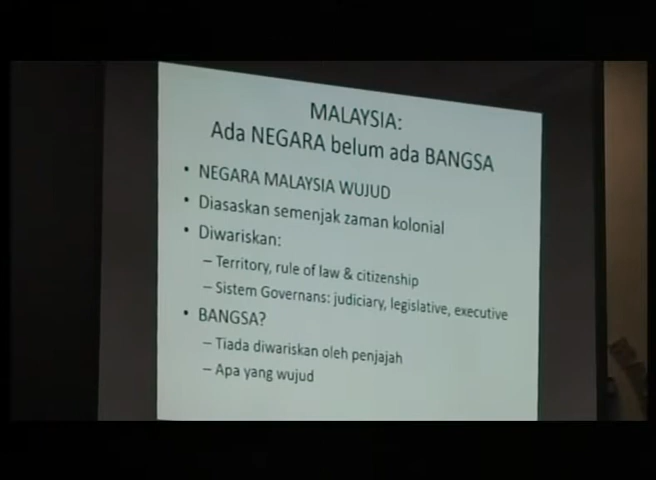 MALAYSIA:
Ada NEGARA belum ada BANGSA
• NEGARA MALAYSIA WUJUD
• Diasaskan semenjak zaman kolonial
• Diwariskan:
– Territory, rule of law & citizenship
– Sistem Governans: judiciary, legislative, executive
• BANGSA?
– Tiada diwariskan oleh penjajah
– Apa yang wujud